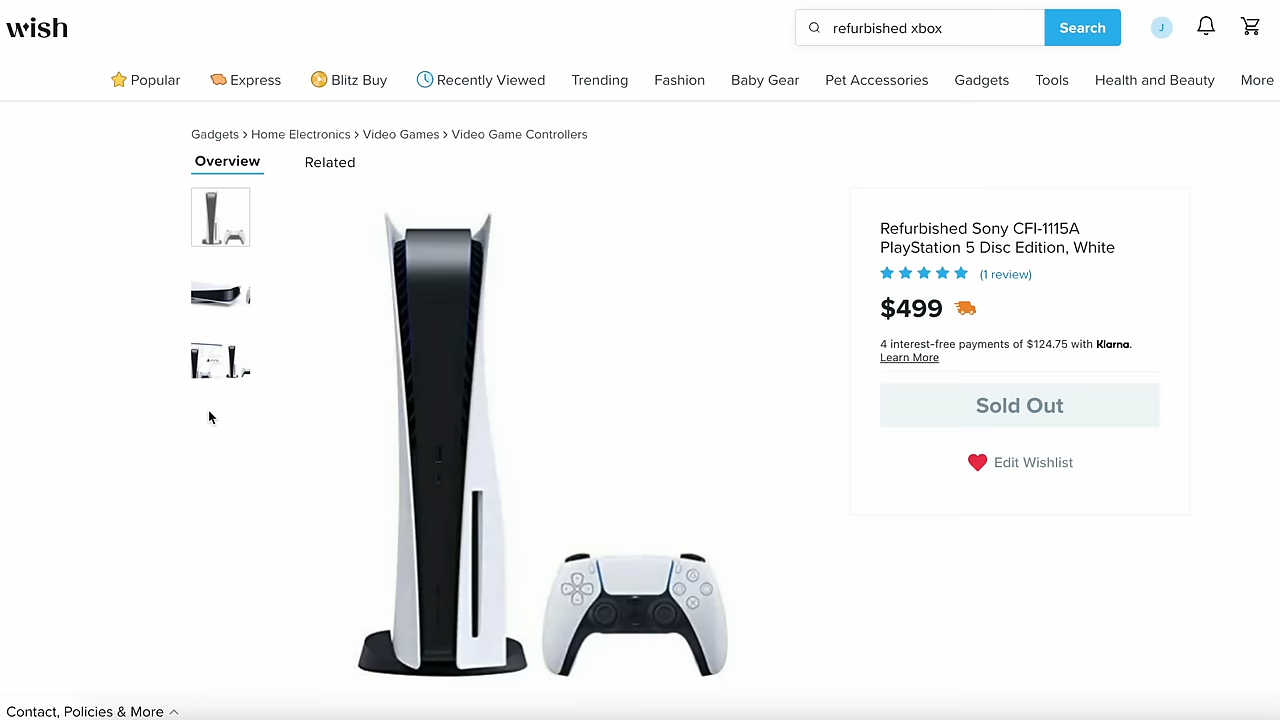 wish
refurbished xbox
Search
J
Popular
Express
Blitz Buy
Recently Viewed
Trending
Fashion
Baby Gear
Pet Accessories
Gadgets
Tools
Health and Beauty
More
Gadgets › Home Electronics › Video Games › Video Game Controllers
Overview
Related
Refurbished Sony CFI-1115A
PlayStation 5 Disc Edition, White
(1 review)
$499
4 interest-free payments of $124.75 with Klarna.
Learn More
Sold Out
Edit Wishlist
Contact, Policies & More